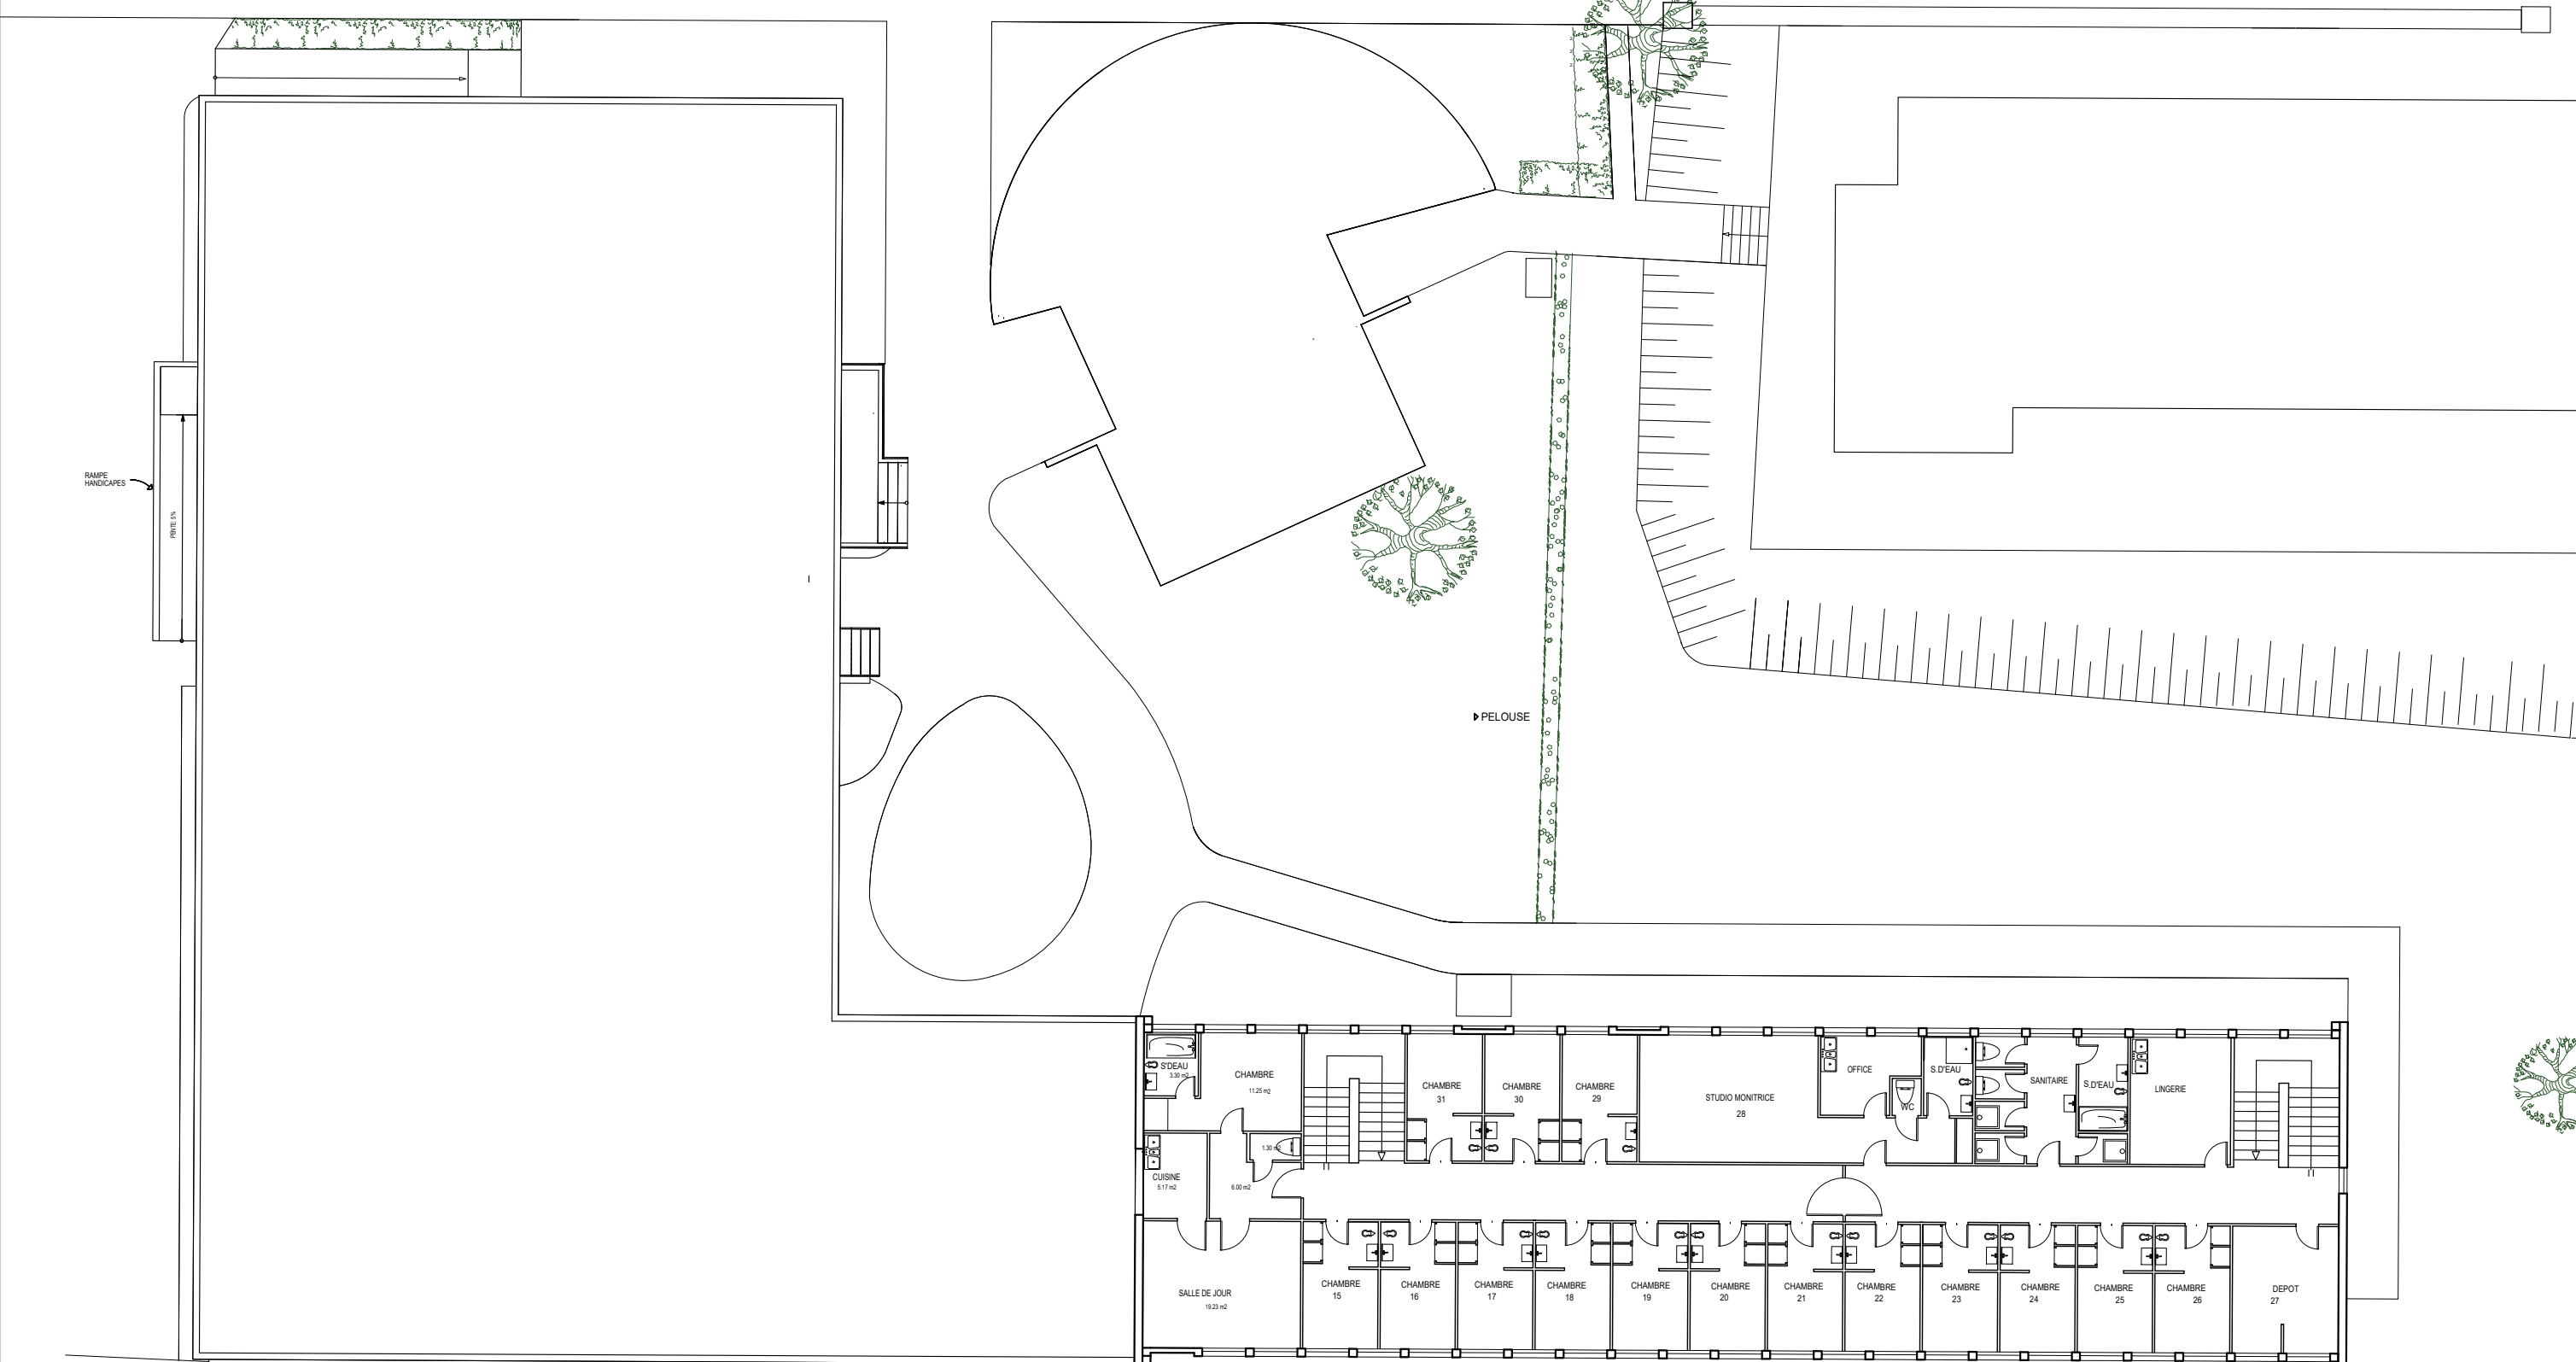 RAMPE
HANDICAPES
PENTE: 5%
PELOUSE
S'DEAU
3.30 m2
CHAMBRE
11.25 m2
CHAMBRE
31
CHAMBRE
30
CHAMBRE
29
STUDIO MONITRICE
28
OFFICE
WC
S.D'EAU
SANITAIRE
S.D'EAU
LINGERIE
CUISINE
5.17 m2
1.30 m2
6.00 m2
SALLE DE JOUR
19.23 m2
CHAMBRE
15
CHAMBRE
16
CHAMBRE
17
CHAMBRE
18
CHAMBRE
19
CHAMBRE
20
CHAMBRE
21
CHAMBRE
22
CHAMBRE
23
CHAMBRE
24
CHAMBRE
25
CHAMBRE
26
DEPOT
27